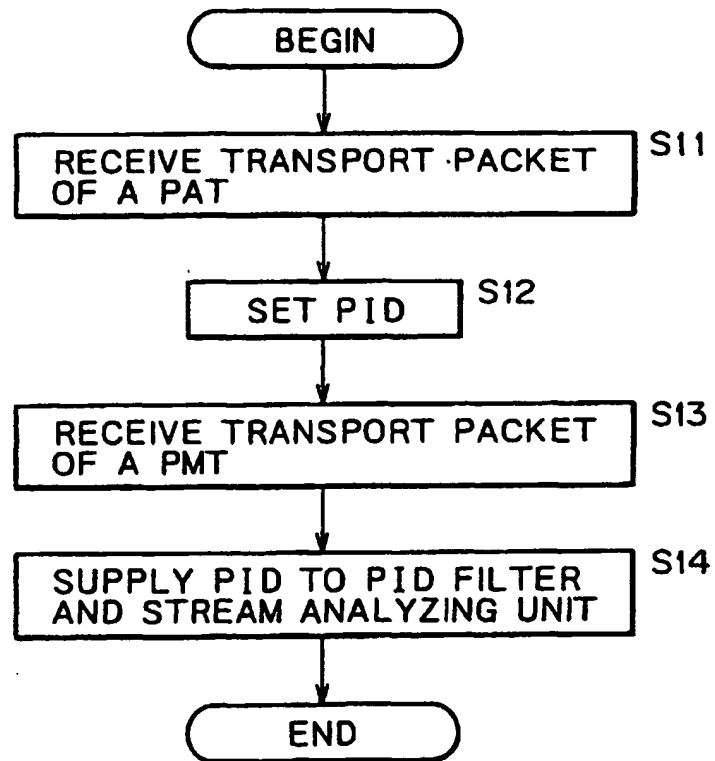 BEGIN
RECEIVE TRANSPORT PACKET
OF A PAT
S11
SET PID
S12
RECEIVE TRANSPORT PACKET
OF A PMT
S13
SUPPLY PID TO PID FILTER
AND STREAM ANALYZING UNIT
S14
END